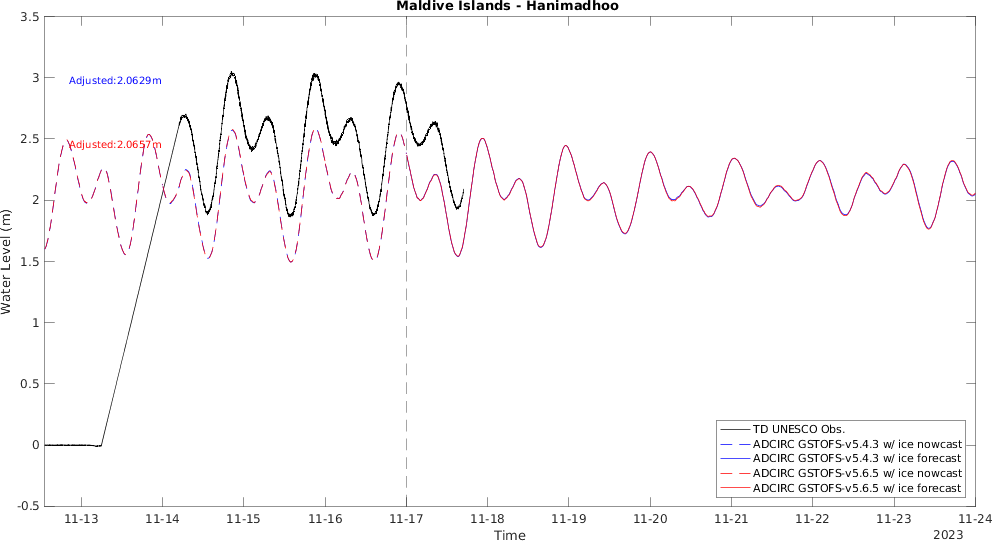 Maldive Islands - Hanimadhoo
3.5
3
2.5
2
1.5
1
0.5
0
-0.5
Water Level (m)
Adjusted:2.0629m
Adjusted:2.0657m
TD UNESCO Obs.
ADCIRC GSTOFS-v5.4.3 w/ ice nowcast
ADCIRC GSTOFS-v5.4.3 w/ ice forecast
ADCIRC GSTOFS-v5.6.5 w/ ice nowcast
ADCIRC GSTOFS-v5.6.5 w/ ice forecast
11-13 11-14 11-15 11-16 11-17 11-18 11-19 11-20 11-21 11-22 11-23 11-24
Time
2023